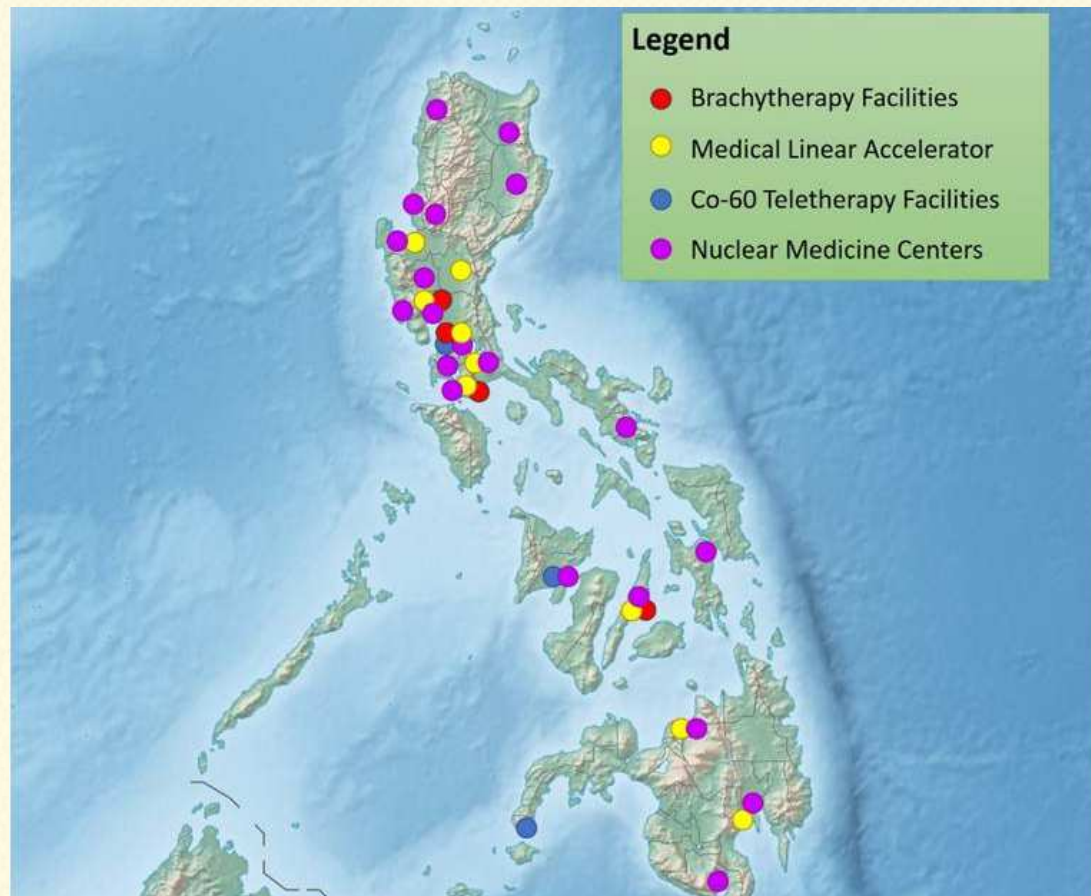 Legend
Brachytherapy Facilities
Medical Linear Accelerator
Co-60 Teletherapy Facilities
Nuclear Medicine Centers